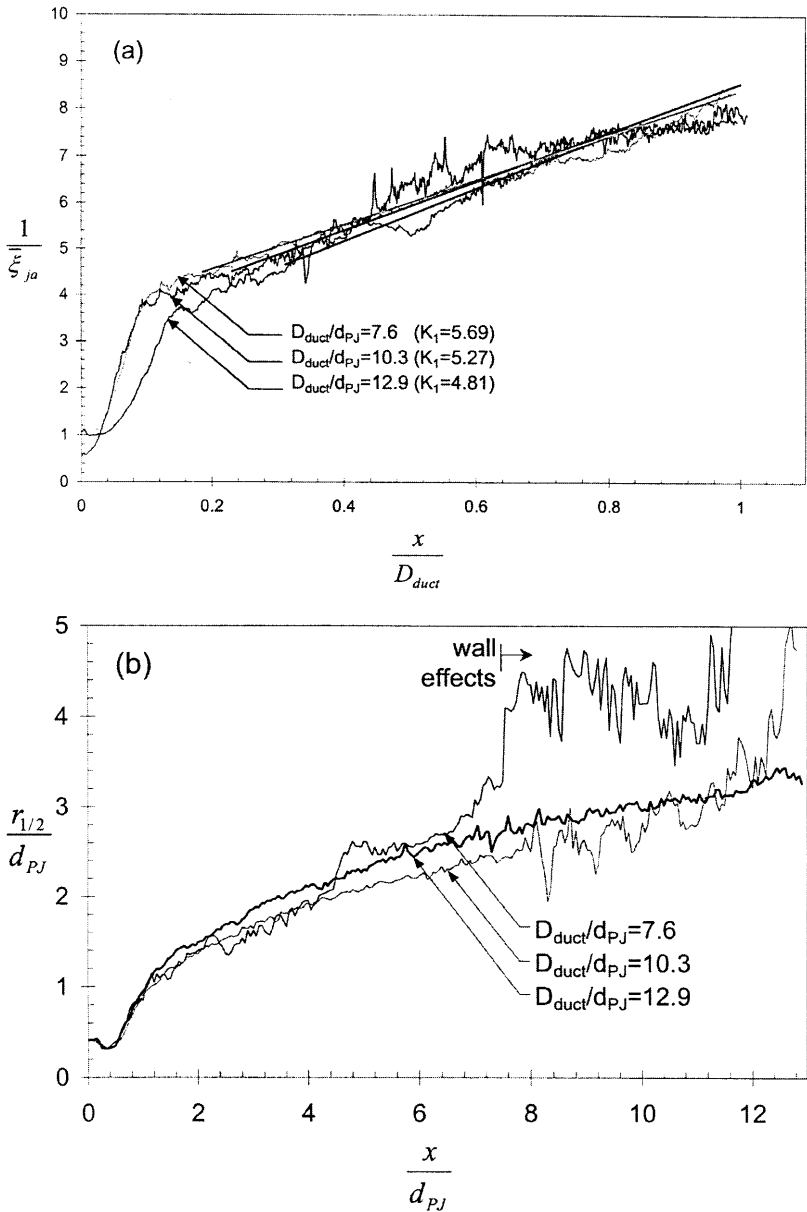 (a)
10
9
8
7
6
5
4
3
2
1
0
1
ξ̄ja
Dduct/dPJ=7.6 (K1=5.69)
Dduct/dPJ=10.3 (K1=5.27)
Dduct/dPJ=12.9 (K1=4.81)
0 0.2 0.4 0.6 0.8 1
x
Dduct
(b)
wall
effects
5
4
3
2
1
0
r1/2
dPJ
Dduct/dPJ=7.6
Dduct/dPJ=10.3
Dduct/dPJ=12.9
0 2 4 6 8 10 12
x
dPJ